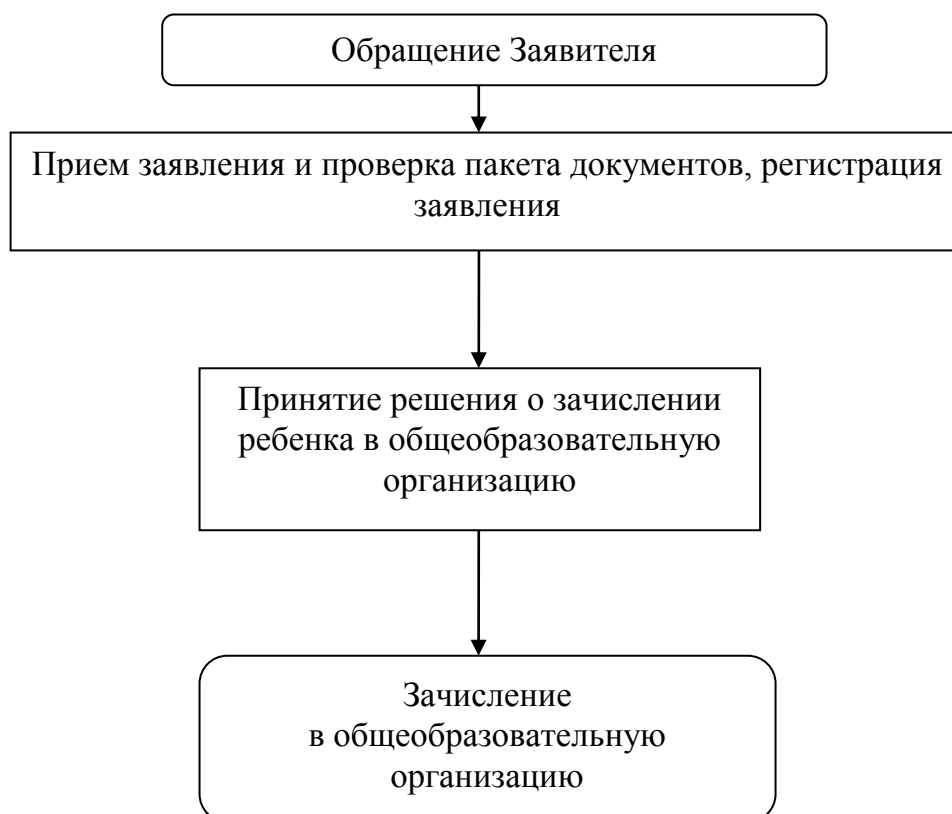 Обращение Заявителя
Прием заявления и проверка пакета документов, регистрация
заявления
Принятие решения о зачислении
ребенка в общеобразовательную
организацию
Зачисление
в общеобразовательную
организацию